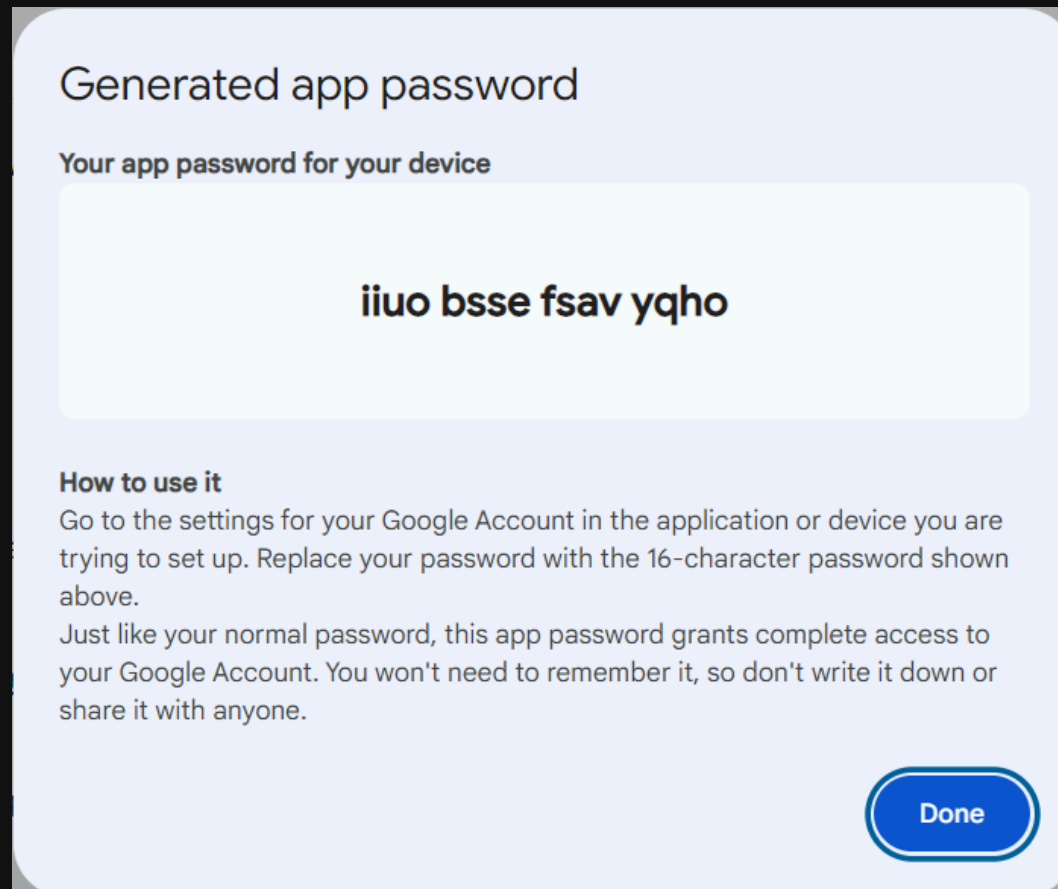 Generated app password
Your app password for your device
iiuo bsse fsav yqho
How to use it
Go to the settings for your Google Account in the application or device you are
trying to set up. Replace your password with the 16-character password shown
above.
Just like your normal password, this app password grants complete access to
your Google Account. You won't need to remember it, so don't write it down or
share it with anyone.
Done